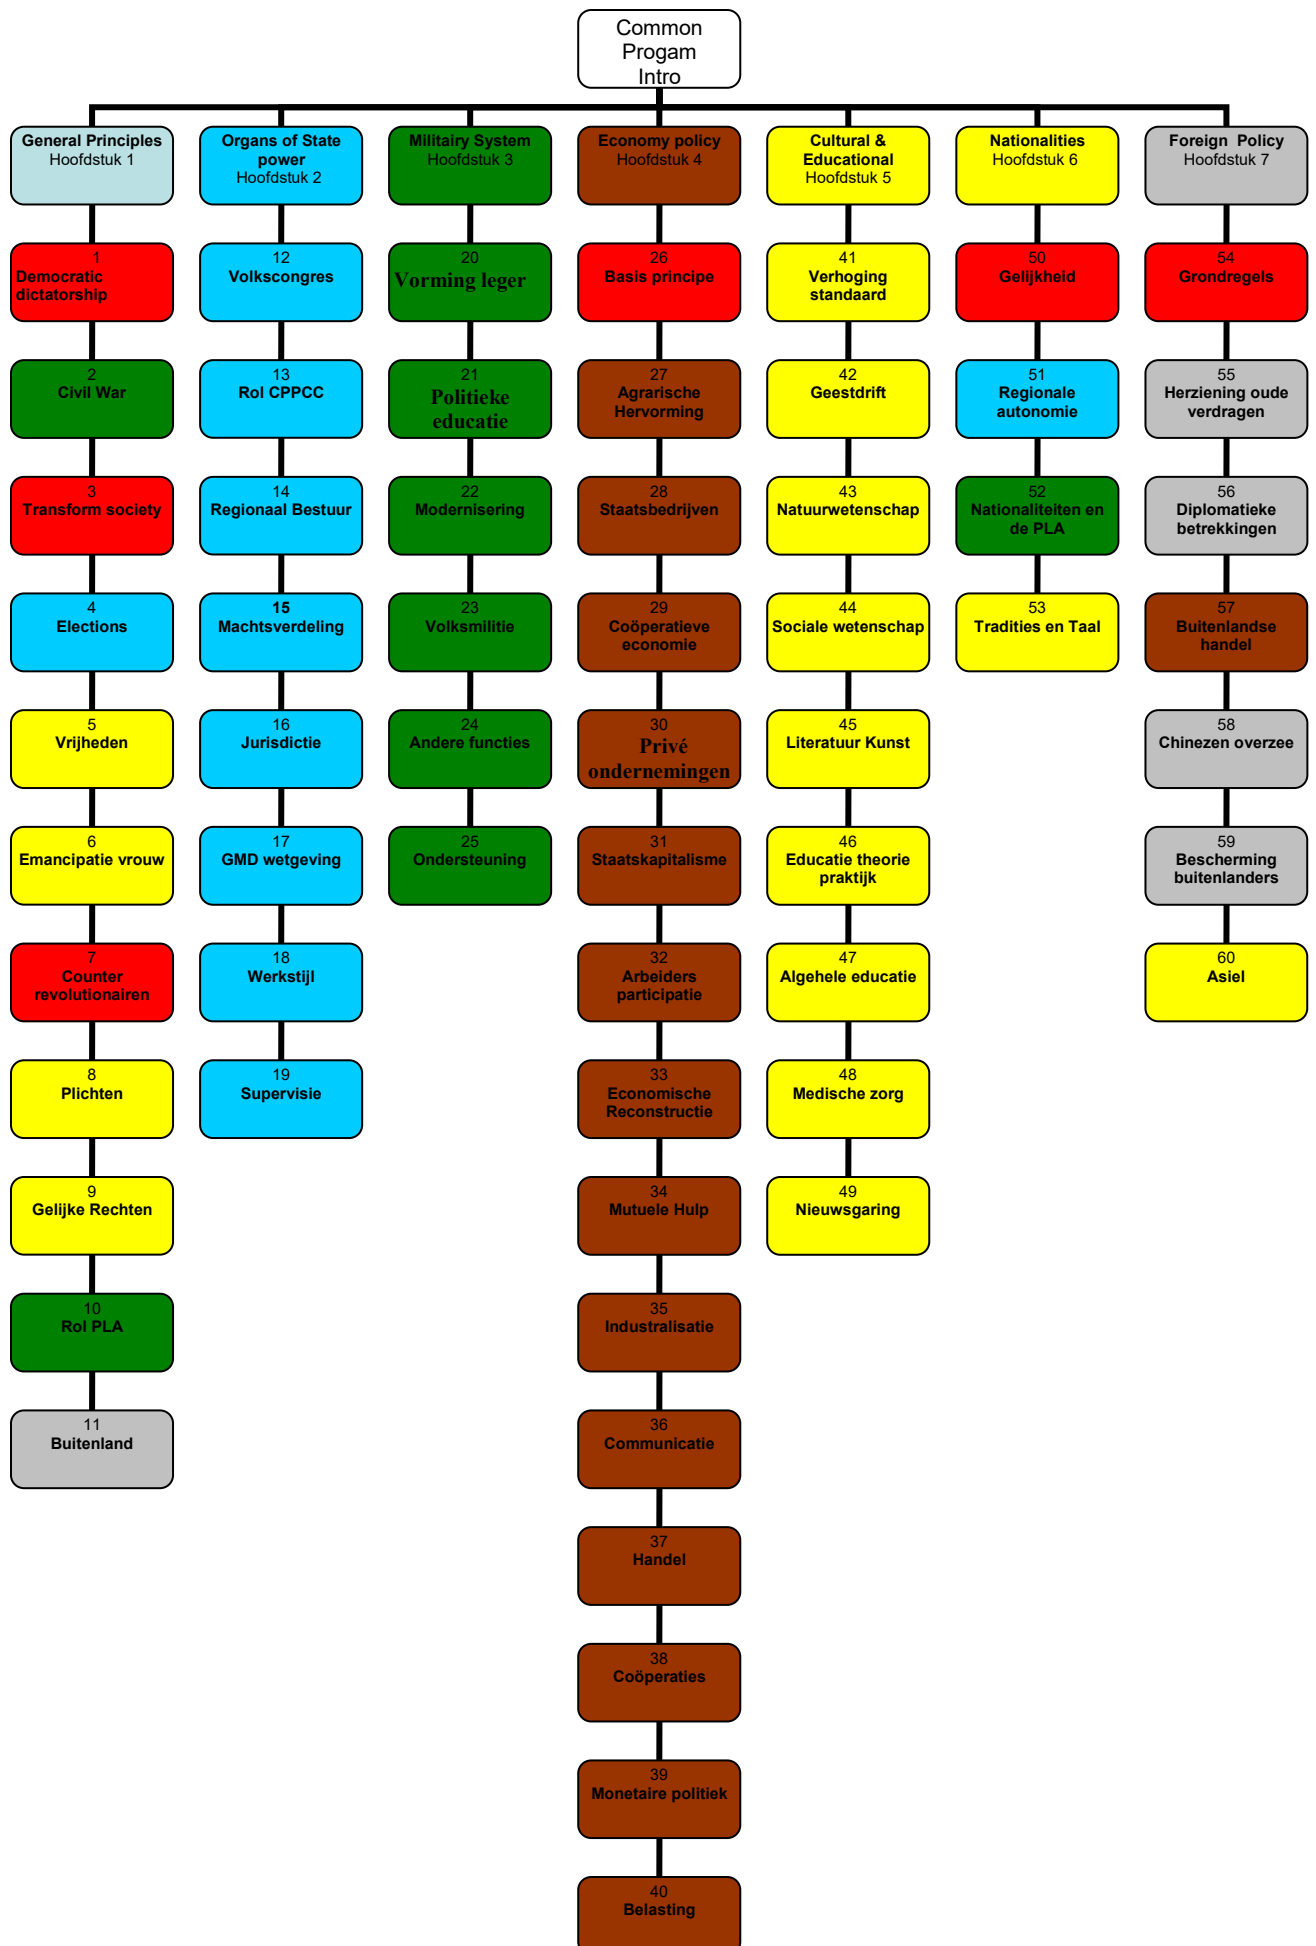 Common
Progam
Intro
General Principles
Hoofdstuk 1
Organs of State
power
Hoofdstuk 2
Militairy System
Hoofdstuk 3
Economy policy
Hoofdstuk 4
Cultural &
Educational
Hoofdstuk 5
Nationalities
Hoofdstuk 6
Foreign Policy
Hoofdstuk 7
1
Democratic
dictatorship
2
Civil War
3
Transform society
4
Elections
5
Vrijheden
6
Emancipatie vrouw
7
Counter
revolutionairen
8
Plichten
9
Gelijke Rechten
10
Rol PLA
11
Buitenland
12
Volkscongres
13
Rol CPPCC
14
Regionaal Bestuur
15
Machtsverdeling
16
Jurisdictie
17
GMD wetgeving
18
Werkstijl
19
Supervisie
20
Vorming leger
21
Politieke
educatie
22
Modernisering
23
Volksmilitie
24
Andere functies
25
Ondersteuning
26
Basis principe
27
Agrarische
Hervorming
28
Staatsbedrijven
29
Coöperatieve
economie
30
Privé
ondernemingen
31
Staatskapitalisme
32
Arbeiders
participatie
33
Economische
Reconstructie
34
Mutuele Hulp
35
Industralisatie
36
Communicatie
37
Handel
38
Coöperaties
39
Monetaire politiek
40
Belasting
41
Verhoging
standaard
42
Geestdrift
43
Natuurwetenschap
44
Sociale wetenschap
45
Literatuur Kunst
46
Educatie theorie
praktijk
47
Algehele educatie
48
Medische zorg
49
Nieuwsgaring
50
Gelijkheid
51
Regionale
autonomie
52
Nationaliteiten en
de PLA
53
Tradities en Taal
54
Grondregels
55
Herziening oude
verdragen
56
Diplomatieke
betrekkingen
57
Buitenlandse
handel
58
Chinezen overzee
59
Bescherming
buitenlanders
60
Asiel